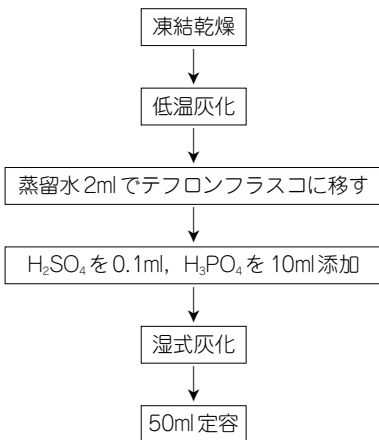 凍結乾燥
低温灰化
蒸留水2mlでテフロンフラスコに移す
H₂SO₄を0.1ml，H₃PO₄を10ml添加
湿式灰化
50ml定容